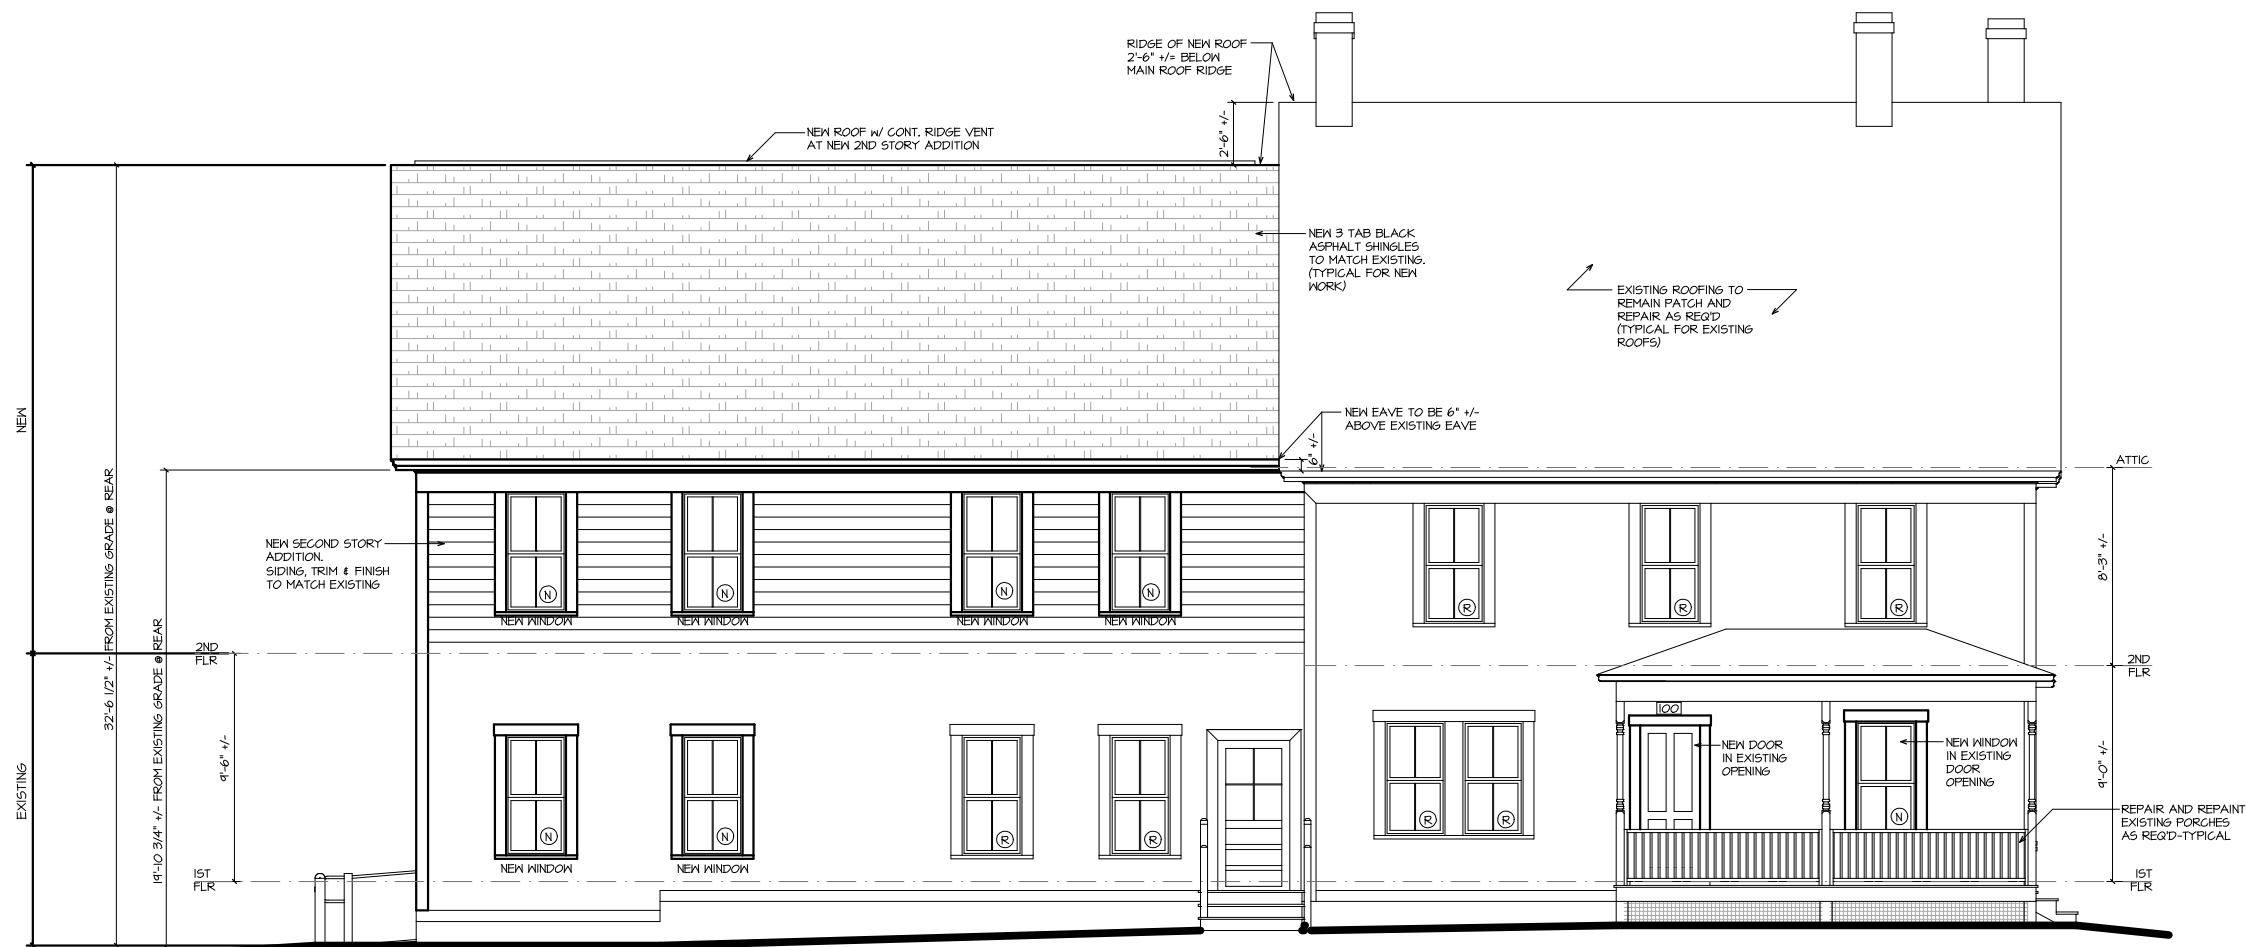 RIDGE OF NEW ROOF
2'-6" +/= BELOW
MAIN ROOF RIDGE
2'-6" +/-
NEW ROOF W/ CONT. RIDGE VENT
AT NEW 2ND STORY ADDITION
NEW 3 TAB BLACK
ASPHALT SHINGLES
TO MATCH EXISTING.
(TYPICAL FOR NEW
WORK)
EXISTING ROOFING TO
REMAIN PATCH AND
REPAIR AS REQ'D
(TYPICAL FOR EXISTING
ROOFS)
NEW EAVE TO BE 6" +/-
ABOVE EXISTING EAVE
6" +/-
ATTIC
NEW
32'-6 1/2" +/- FROM EXISTING GRADE @ REAR
19'-10 3/4" +/- FROM EXISTING GRADE @ REAR
NEW SECOND STORY
ADDITION.
SIDING, TRIM & FINISH
TO MATCH EXISTING
8'-3" +/-
N
N
N
N
R
R
R
NEW WINDOW
NEW WINDOW
NEW WINDOW
NEW WINDOW
2ND
FLR
2ND
FLR
EXISTING
9'-6" +/-
100
NEW DOOR
IN EXISTING
OPENING
NEW WINDOW
IN EXISTING
DOOR
OPENING
9'-0" +/-
REPAIR AND REPAINT
EXISTING PORCHES
AS REQ'D-TYPICAL
N
N
R
R
R
R
N
NEW WINDOW
NEW WINDOW
1ST
FLR
1ST
FLR